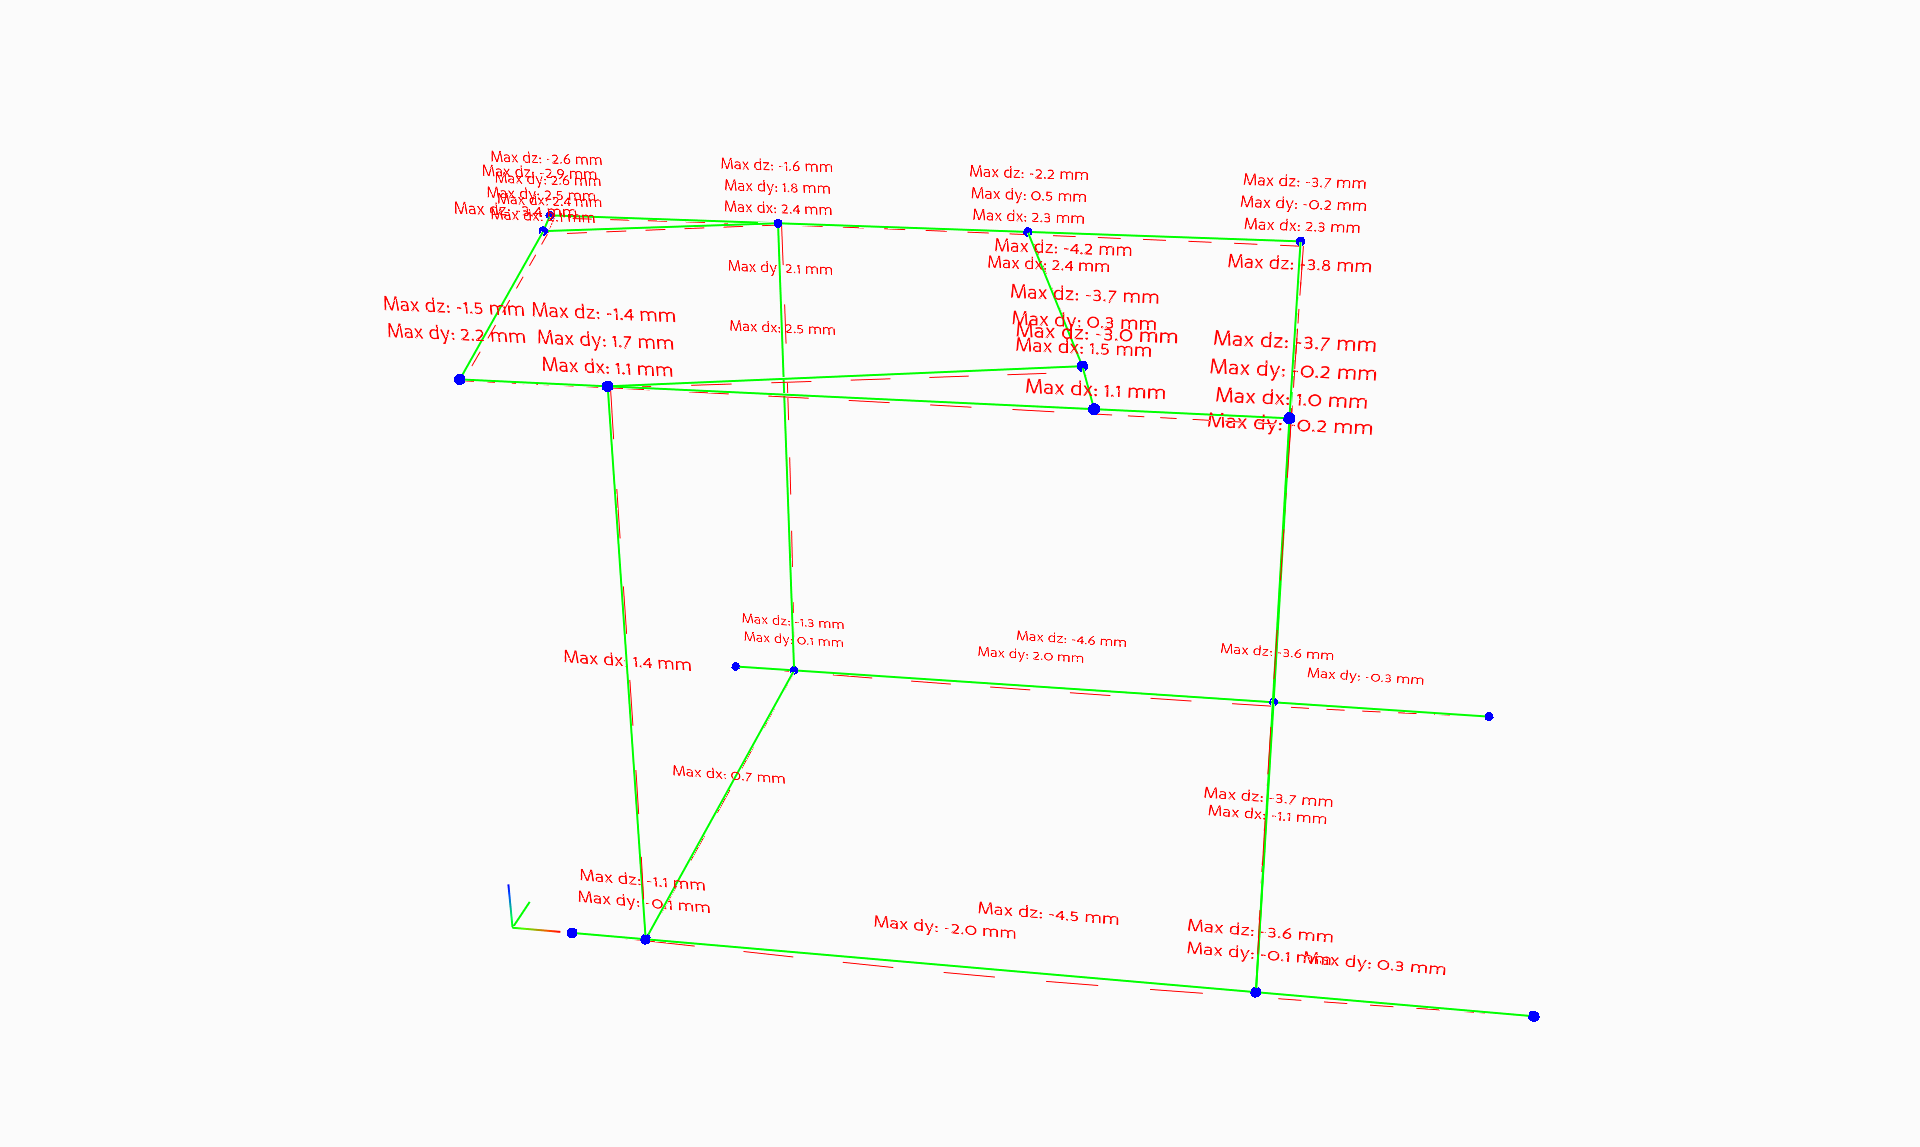 Max dz: -2.6 mm
Max dz: -2.9 mm
Max dy: 2.6 mm
Max dy: 2.5 mm
Max dx: 2.4 mm
Max dz: -3.4 mm
Max dx: 2.1 mm
Max dz: -1.6 mm
Max dy: 1.8 mm
Max dx: 2.4 mm
Max dz: -2.2 mm
Max dy: 0.5 mm
Max dx: 2.3 mm
Max dz: -3.7 mm
Max dy: -0.2 mm
Max dx: 2.3 mm
Max dz: -4.2 mm
Max dx: 2.4 mm
Max dz: -3.8 mm
Max dy: 2.1 mm
Max dx: 2.5 mm
Max dz: -1.5 mm
Max dy: 2.2 mm
Max dz: -1.4 mm
Max dy: 1.7 mm
Max dx: 1.1 mm
Max dz: -3.7 mm
Max dy: 0.3 mm
Max dz: -3.0 mm
Max dx: 1.5 mm
Max dx: 1.1 mm
Max dz: -3.7 mm
Max dy: -0.2 mm
Max dx: 1.0 mm
Max dy: -0.2 mm
Max dz: -1.3 mm
Max dy: 0.1 mm
Max dz: -4.6 mm
Max dy: 2.0 mm
Max dz: -3.6 mm
Max dy: -0.3 mm
Max dx: 1.4 mm
Max dx: 0.7 mm
Max dz: -3.7 mm
Max dx: -1.1 mm
Max dz: -1.1 mm
Max dy: -0.1 mm
Max dz: -4.5 mm
Max dy: -2.0 mm
Max dz: -3.6 mm
Max dy: -0.1 mm
Max dy: 0.3 mm